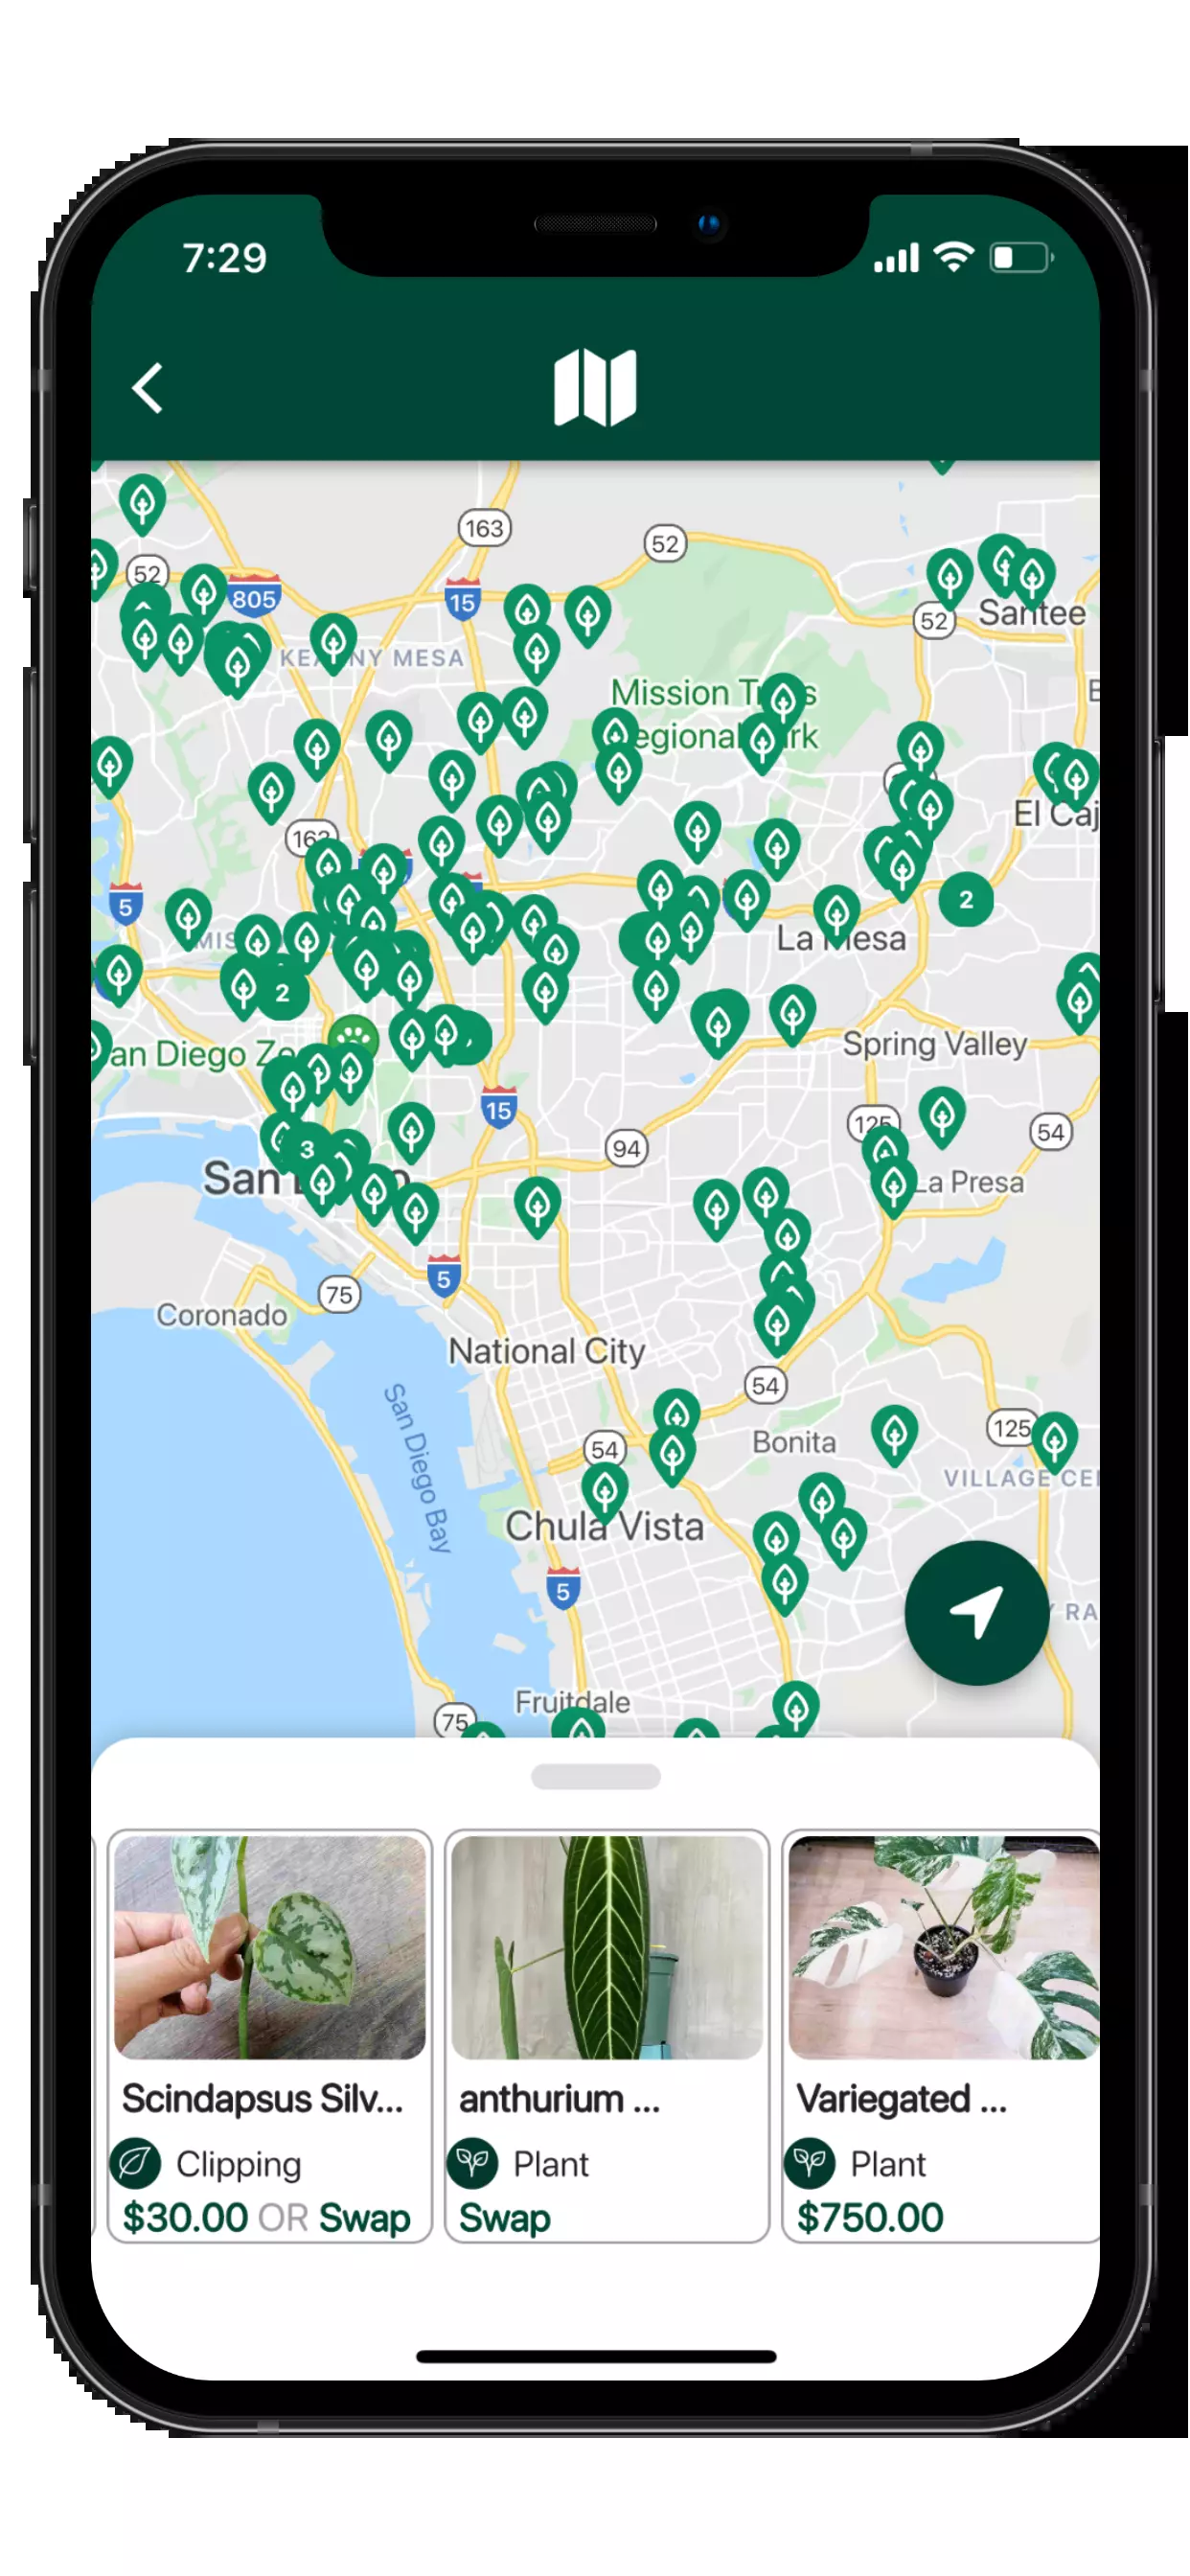 7:29
163
52
52
805
15
52
Santee
KEARNY MESA
Mission
Regional
El Caj
163
5
2
La Mesa
2
San Diego Zo
Spring Valley
15
125
54
94
3
San Diego
La Presa
5
75
Coronado
National City
54
125
San Diego Bay
54
Bonita
VILLAGE CE
Chula Vista
5
RA
Fruitdale
75
Scindapsus Silv...
anthurium ...
Variegated ...
Clipping
Plant
Plant
$30.00 OR Swap
Swap
$750.00